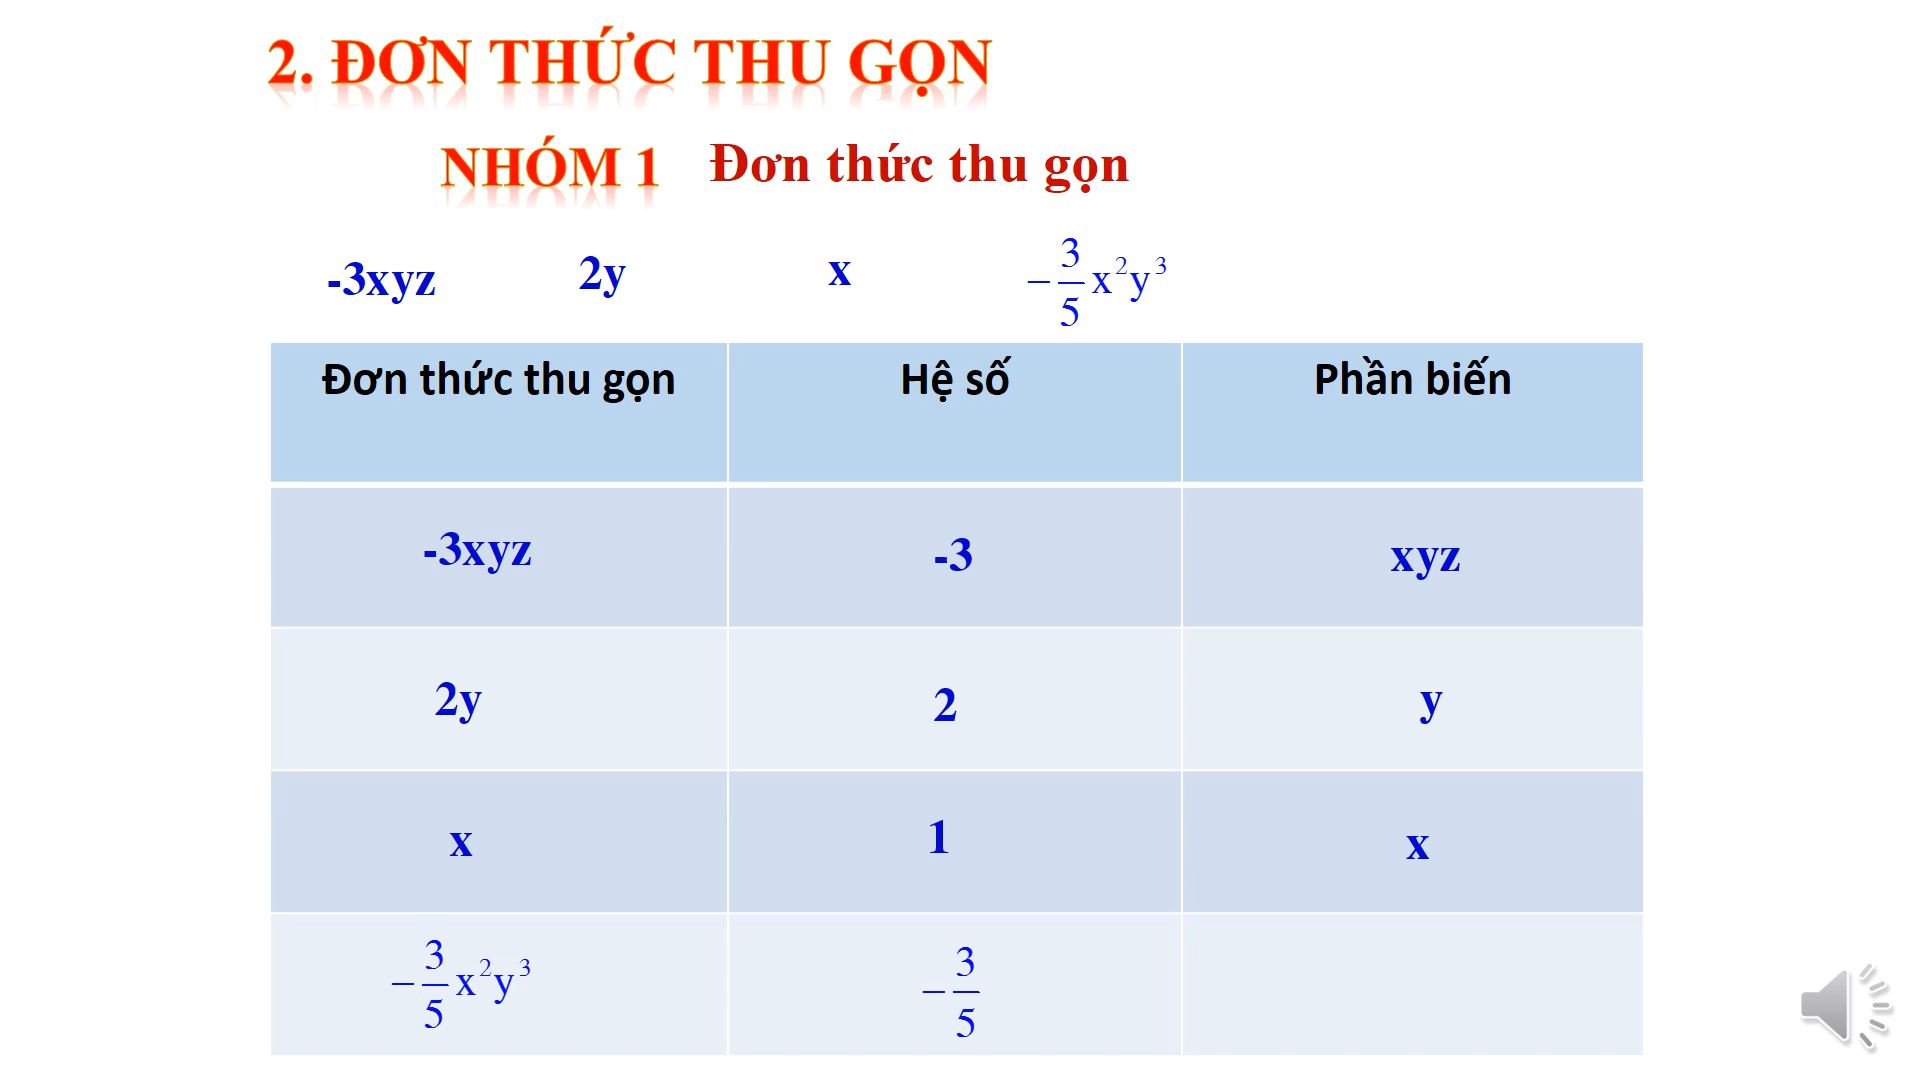 2. ĐƠN THỨC THU GỌN
NHÓM 1 Đơn thức thu gọn
-3xyz 2y x −3/5 x²y³
Đơn thức thu gọn Hệ số Phần biến
-3xyz -3 xyz
2y 2 y
x 1 x
−3/5 x²y³ −3/5